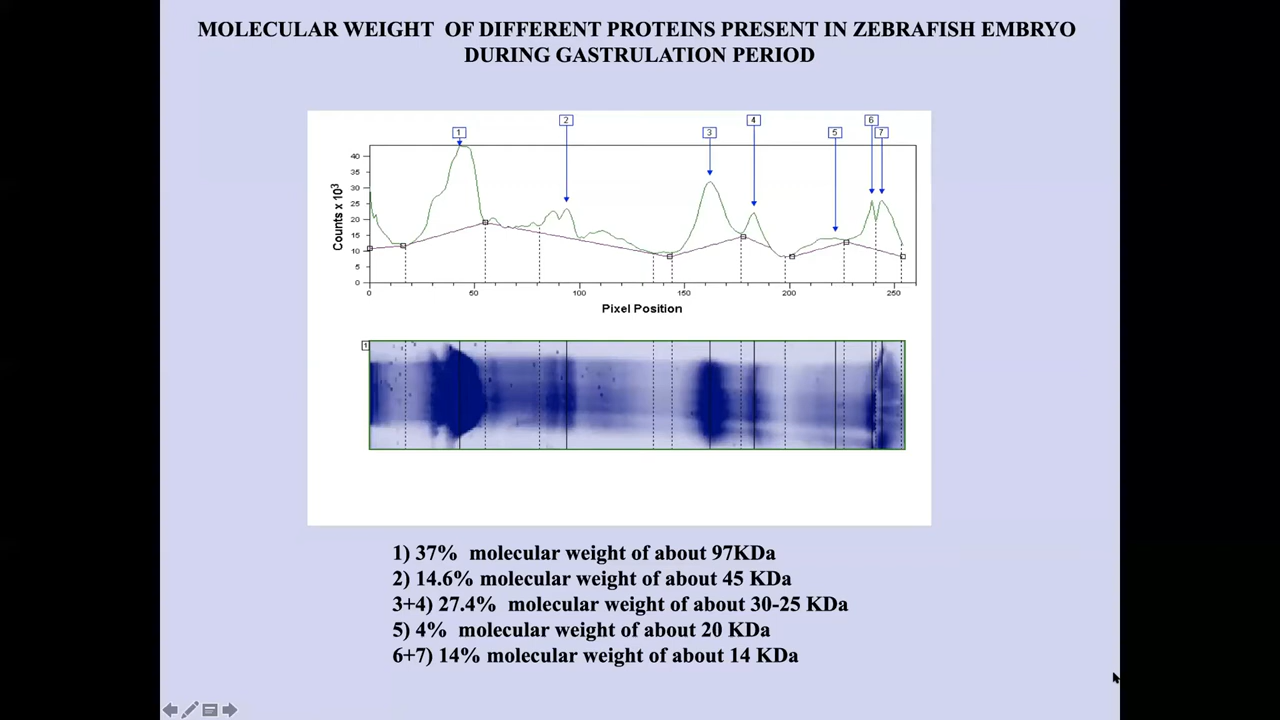 MOLECULAR WEIGHT OF DIFFERENT PROTEINS PRESENT IN ZEBRAFISH EMBRYO
DURING GASTRULATION PERIOD
1
2
3
4
5
6
7
40
35
30
25
20
15
10
5
0
Counts x 10³
0 50 100 150 200 250
Pixel Position
1
1) 37% molecular weight of about 97KDa
2) 14.6% molecular weight of about 45 KDa
3+4) 27.4% molecular weight of about 30-25 KDa
5) 4% molecular weight of about 20 KDa
6+7) 14% molecular weight of about 14 KDa